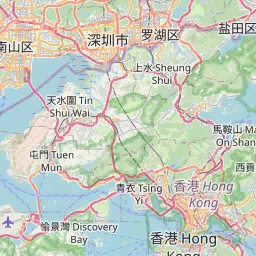 深圳市
罗湖区
盐田区
南山区
上水 Sheung
Shui
天水圍 Tin
Shui Wai
馬鞍山 Ma
On Shan
屯門 Tuen
Mun
西貢
青衣 Tsing
Yi
香港 Hong
Kong
愉景灣 Discovery
Bay
香港 Hong
Kong